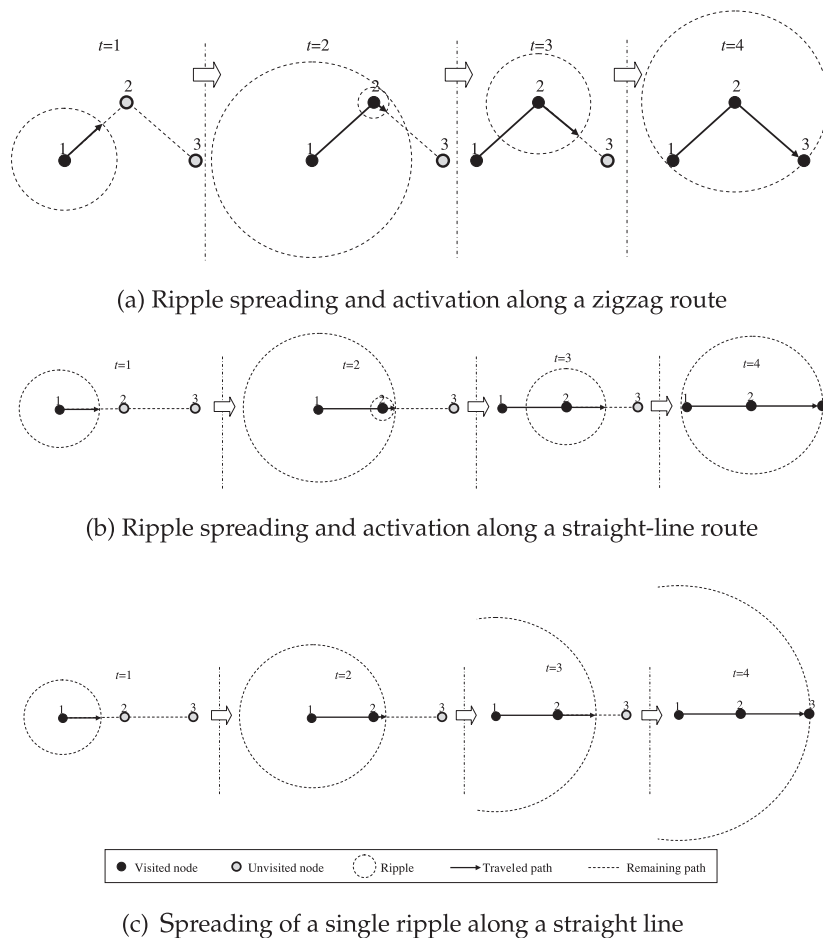 t=1 t=2 t=3 t=4
2 2 2 2
1 3 1 3 1 3 1 3
(a) Ripple spreading and activation along a zigzag route
t=1 t=2 t=3 t=4
1 2 3 1 2 3 1 2 3 1 2
(b) Ripple spreading and activation along a straight-line route
t=1 t=2 t=3 t=4
1 2 3 1 2 3 1 2 3 1 2 3
Visited node Unvisited node Ripple Traveled path Remaining path
(c) Spreading of a single ripple along a straight line